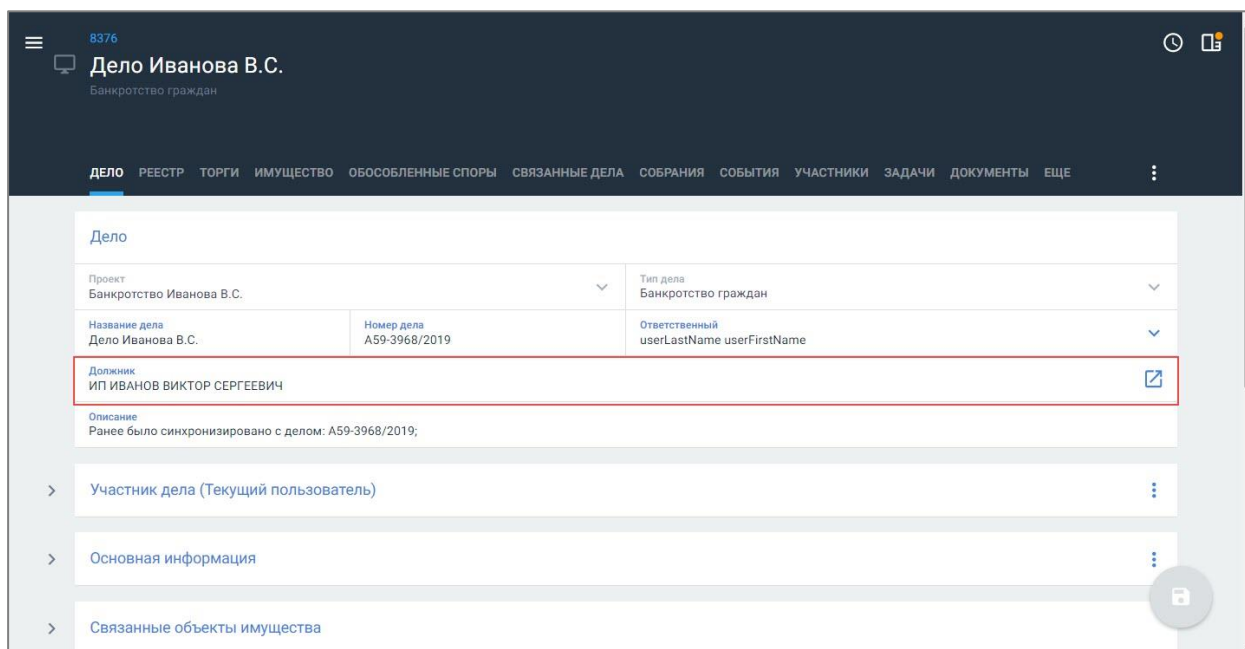 8376
Дело Иванова В.С.
Банкротство граждан
ДЕЛО РЕЕСТР ТОРГИ ИМУЩЕСТВО ОБОСОБЛЕННЫЕ СПОРЫ СВЯЗАННЫЕ ДЕЛА СОБРАНИЯ СОБЫТИЯ УЧАСТНИКИ ЗАДАЧИ ДОКУМЕНТЫ ЕЩЕ
Дело
Проект Тип дела
Банкротство Иванова В.С. Банкротство граждан
Название дела Номер дела Ответственный
Дело Иванова В.С. А59-3968/2019 userLastName userFirstName
Должник
ИП ИВАНОВ ВИКТОР СЕРГЕЕВИЧ
Описание
Ранее было синхронизировано с делом: А59-3968/2019;
Участник дела (Текущий пользователь)
Основная информация
Связанные объекты имущества